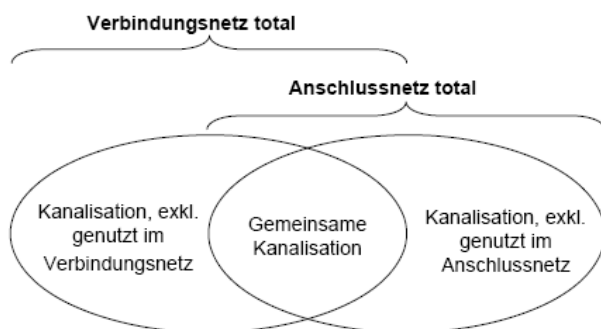 Verbindungsnetz total
Anschlussnetz total
Kanalisation, exkl.
genutzt im
Verbindungsnetz
Gemeinsame
Kanalisation
Kanalisation, exkl.
genutzt im
Anschlussnetz